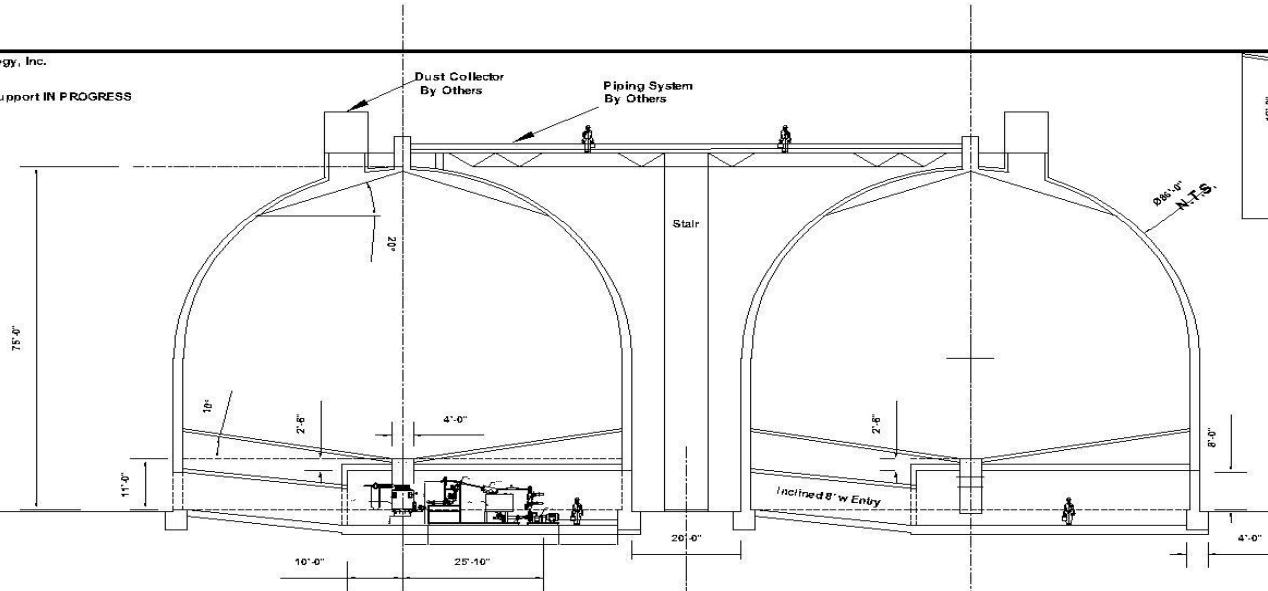 gy, Inc.
upport IN PROGRESS
Dust Collector
By Others
Piping System
By Others
Ø86'-0"
N.T.S.
Stair
20°
75'-0"
10°
2'-6"
4'-0"
2'-6"
8'-0"
11'-0"
Inclined 8' w Entry
20'-0"
4'-0"
10'-0"
25'-10"